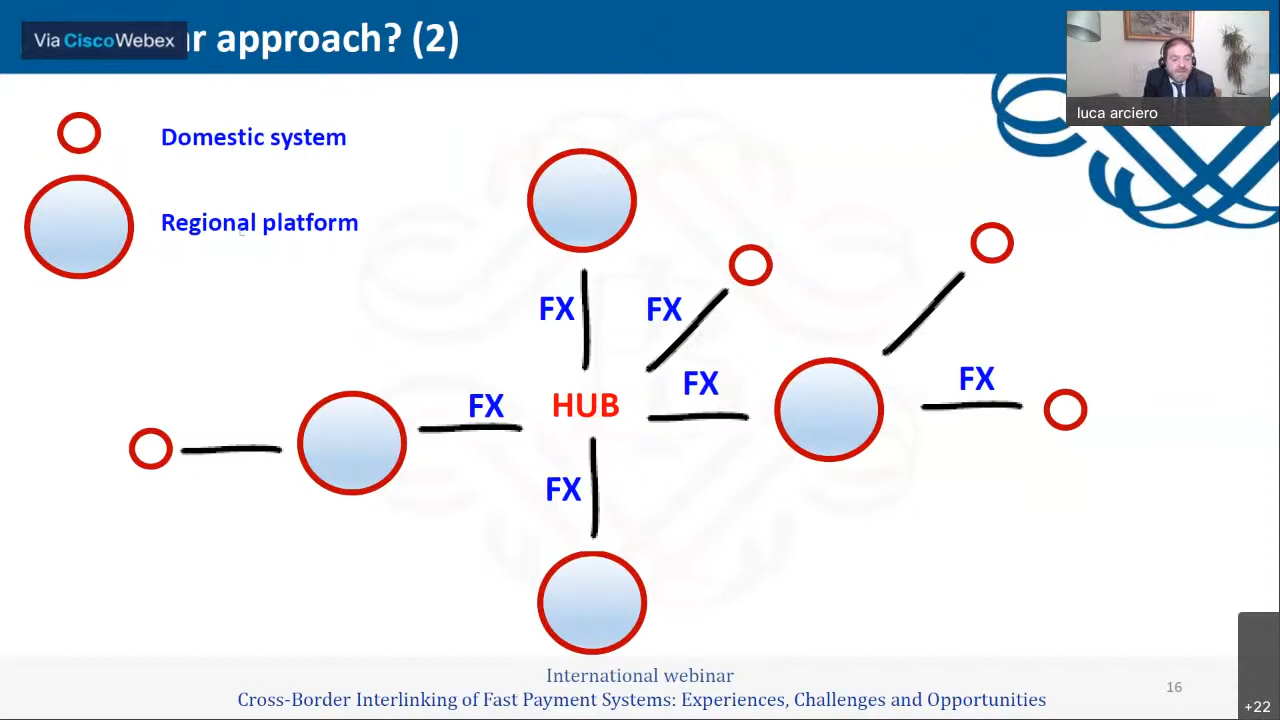 Via Cisco Webex
approach? (2)
luca arciero
Domestic system
Regional platform
FX
FX
FX
FX
FX
HUB
FX
International webinar
Cross-Border Interlinking of Fast Payment Systems: Experiences, Challenges and Opportunities
16
+22